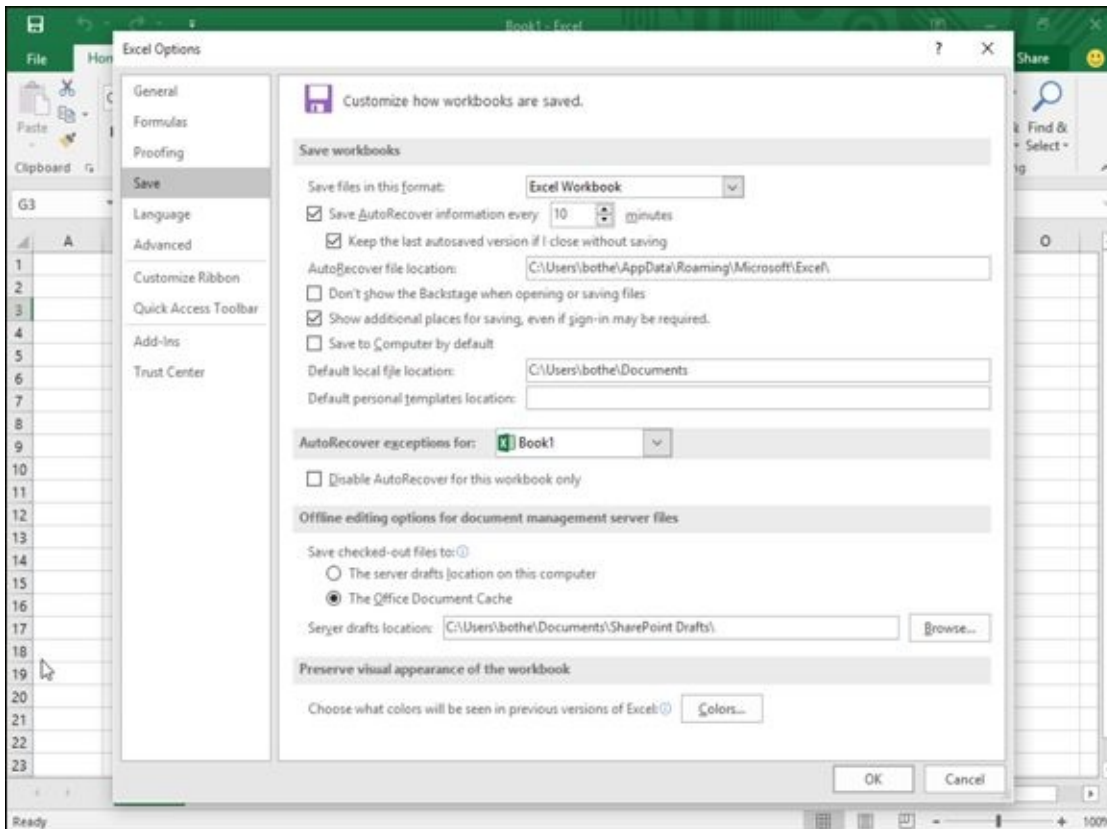 Book1 - Excel
File
Share
Paste
Clipboard
Find &
Select
G3
A
O
1
2
3
4
5
6
7
8
9
10
11
12
13
14
15
16
17
18
19
20
21
22
23
Ready
100%
Excel Options
?
General
Formulas
Proofing
Save
Language
Advanced
Customize Ribbon
Quick Access Toolbar
Add-Ins
Trust Center
Customize how workbooks are saved.
Save workbooks
Save files in this format: Excel Workbook
Save AutoRecover information every 10 minutes
Keep the last autosaved version if I close without saving
AutoRecover file location: C:\Users\bothe\AppData\Roaming\Microsoft\Excel\
Don't show the Backstage when opening or saving files
Show additional places for saving, even if sign-in may be required.
Save to Computer by default
Default local file location: C:\Users\bothe\Documents
Default personal templates location:
AutoRecover exceptions for: Book1
Disable AutoRecover for this workbook only
Offline editing options for document management server files
Save checked-out files to:
The server drafts location on this computer
The Office Document Cache
Server drafts location: C:\Users\bothe\Documents\SharePoint Drafts\ Browse...
Preserve visual appearance of the workbook
Choose what colors will be seen in previous versions of Excel: Colors...
OK Cancel